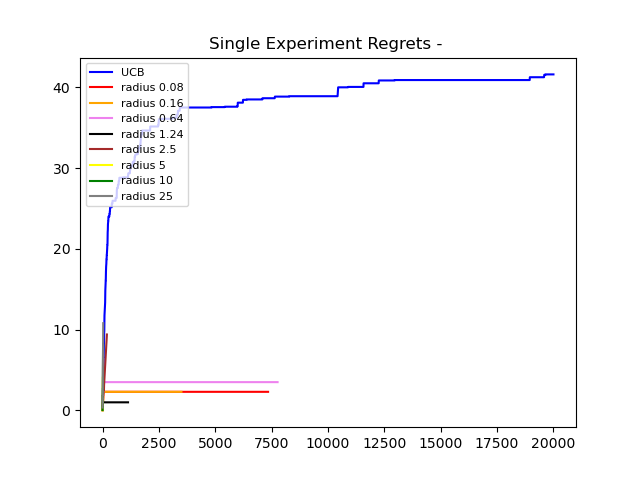 Single Experiment Regrets -
UCB
radius 0.08
radius 0.16
radius 0.64
radius 1.24
radius 2.5
radius 5
radius 10
radius 25
40
30
20
10
0
0 2500 5000 7500 10000 12500 15000 17500 20000